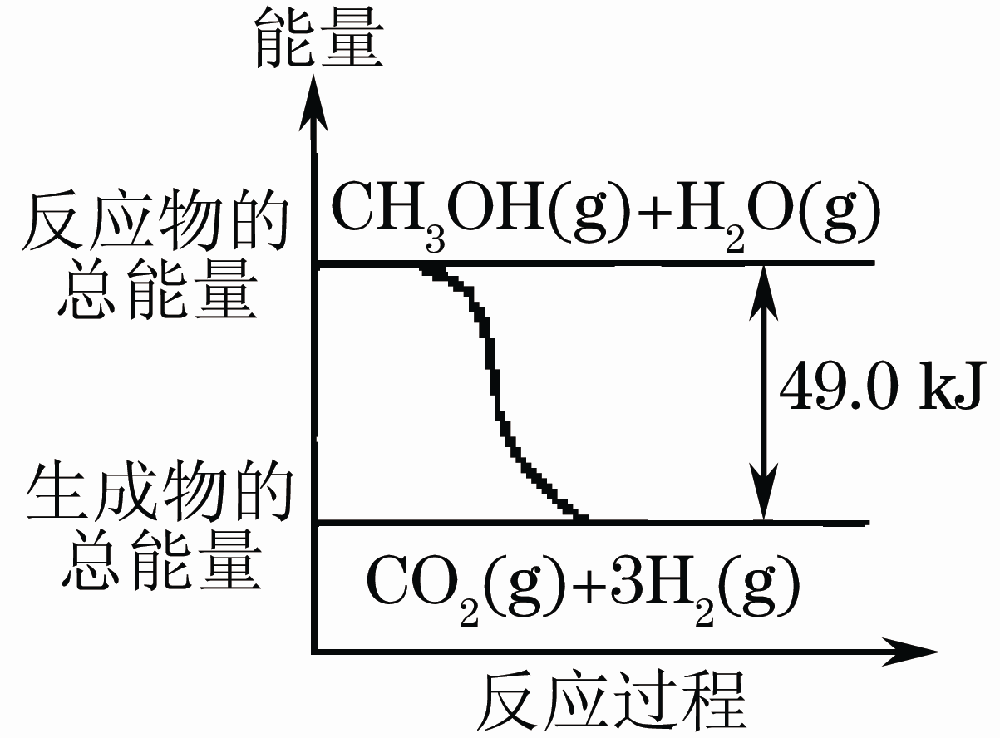 能量
反应物的
总能量
CH₃OH(g)+H₂O(g)
49.0 kJ
生成物的
总能量
CO₂(g)+3H₂(g)
反应过程